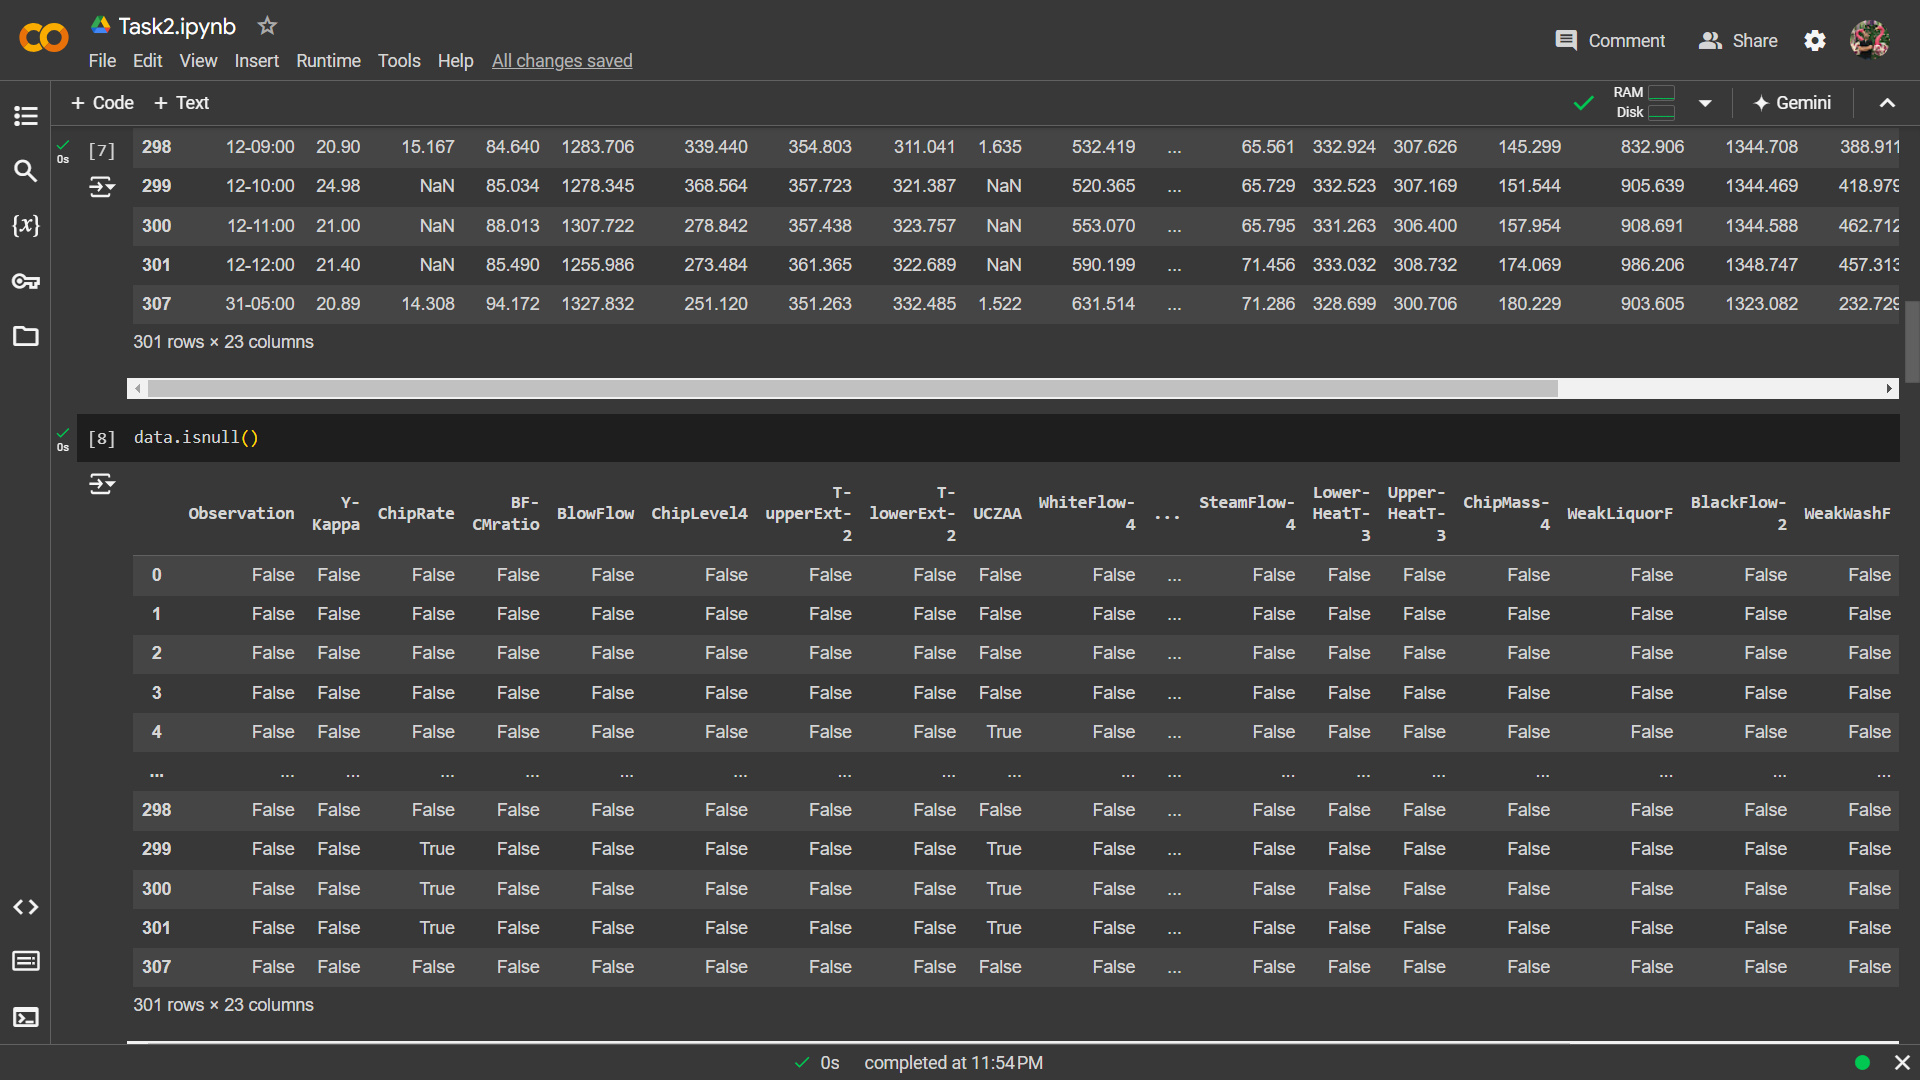 CO Task2.ipynb
File Edit View Insert Runtime Tools Help All changes saved
Comment Share
+ Code + Text
RAM
Disk
Gemini
0s [7] 298 12-09:00 20.90 15.167 84.640 1283.706 339.440 354.803 311.041 1.635 532.419 ... 65.561 332.924 307.626 145.299 832.906 1344.708 388.911
299 12-10:00 24.98 NaN 85.034 1278.345 368.564 357.723 321.387 NaN 520.365 ... 65.729 332.523 307.169 151.544 905.639 1344.469 418.979
300 12-11:00 21.00 NaN 88.013 1307.722 278.842 357.438 323.757 NaN 553.070 ... 65.795 331.263 306.400 157.954 908.691 1344.588 462.712
301 12-12:00 21.40 NaN 85.490 1255.986 273.484 361.365 322.689 NaN 590.199 ... 71.456 333.032 308.732 174.069 986.206 1348.747 457.313
307 31-05:00 20.89 14.308 94.172 1327.832 251.120 351.263 332.485 1.522 631.514 ... 71.286 328.699 300.706 180.229 903.605 1323.082 232.729
301 rows × 23 columns
0s [8] data.isnull()
Observation Y-Kappa ChipRate BF-CMratio BlowFlow ChipLevel4 T-upperExt-2 T-lowerExt-2 UCZAA WhiteFlow-4 ... SteamFlow-4 Lower-HeatT-3 Upper-HeatT-3 ChipMass-4 WeakLiquorF BlackFlow-2 WeakWashF
0 False False False False False False False False False False ... False False False False False False False
1 False False False False False False False False False False ... False False False False False False False
2 False False False False False False False False False False ... False False False False False False False
3 False False False False False False False False False False ... False False False False False False False
4 False False False False False False False False True False ... False False False False False False False
... ... ... ... ... ... ... ... ... ... ... ... ... ... ... ... ... ... ...
298 False False False False False False False False False False ... False False False False False False False
299 False False True False False False False False True False ... False False False False False False False
300 False False True False False False False False True False ... False False False False False False False
301 False False True False False False False False True False ... False False False False False False False
307 False False False False False False False False False False ... False False False False False False False
301 rows × 23 columns
0s completed at 11:54 PM